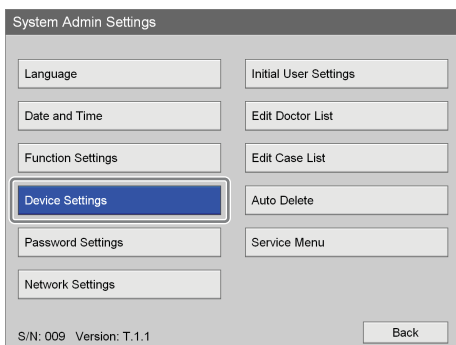 System Admin Settings
Language
Date and Time
Function Settings
Device Settings
Password Settings
Network Settings
Initial User Settings
Edit Doctor List
Edit Case List
Auto Delete
Service Menu
S/N: 009 Version: T.1.1
Back